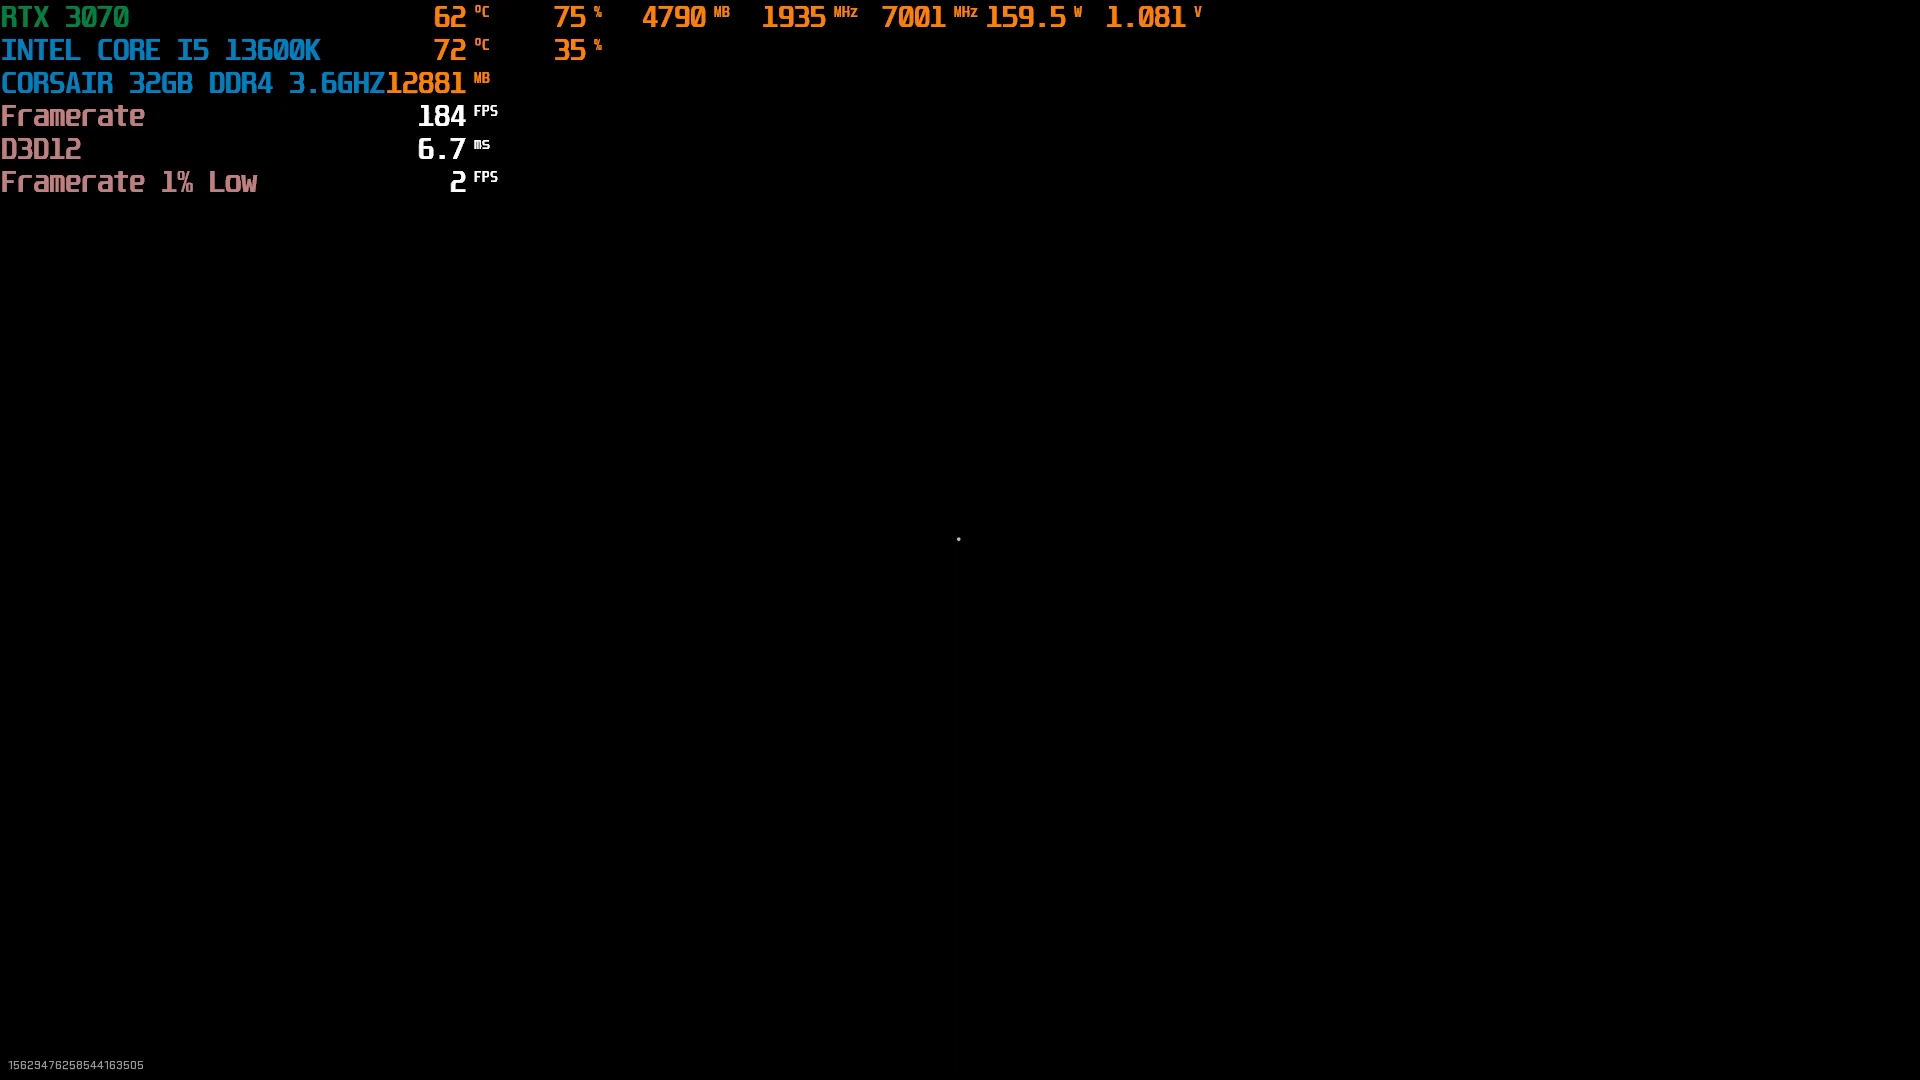 RTX 3070 62 °C 75 % 4790 MB 1935 MHz 7001 MHz 159.5 W 1.081 V
INTEL CORE I5 13600K 72 °C 35 %
CORSAIR 32GB DDR4 3.6GHZ 12881 MB
Framerate 184 FPS
D3D12 6.7 ms
Framerate 1% Low 2 FPS
15629476258544163505